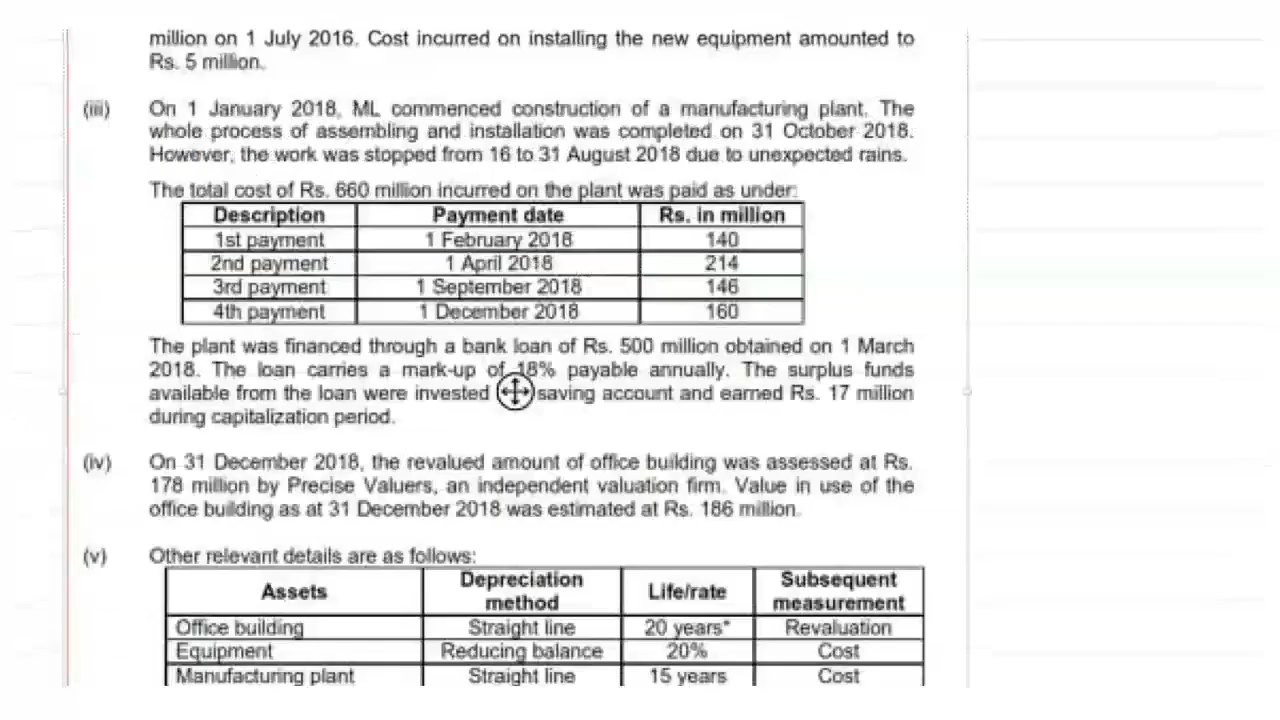 million on 1 July 2016. Cost incurred on installing the new equipment amounted to
Rs. 5 million.
(iii) On 1 January 2018, ML commenced construction of a manufacturing plant. The
whole process of assembling and installation was completed on 31 October 2018.
However, the work was stopped from 16 to 31 August 2018 due to unexpected rains.
The total cost of Rs. 660 million incurred on the plant was paid as under:
Description Payment date Rs. in million
1st payment 1 February 2018 140
2nd payment 1 April 2018 214
3rd payment 1 September 2018 146
4th payment 1 December 2018 160
The plant was financed through a bank loan of Rs. 500 million obtained on 1 March
2018. The loan carries a mark-up of 18% payable annually. The surplus funds
available from the loan were invested saving account and earned Rs. 17 million
during capitalization period.
(iv) On 31 December 2018, the revalued amount of office building was assessed at Rs.
178 million by Precise Valuers, an independent valuation firm. Value in use of the
office building as at 31 December 2018 was estimated at Rs. 186 million.
(v) Other relevant details are as follows:
Assets Depreciation method Life/rate Subsequent measurement
Office building Straight line 20 years* Revaluation
Equipment Reducing balance 20% Cost
Manufacturing plant Straight line 15 years Cost